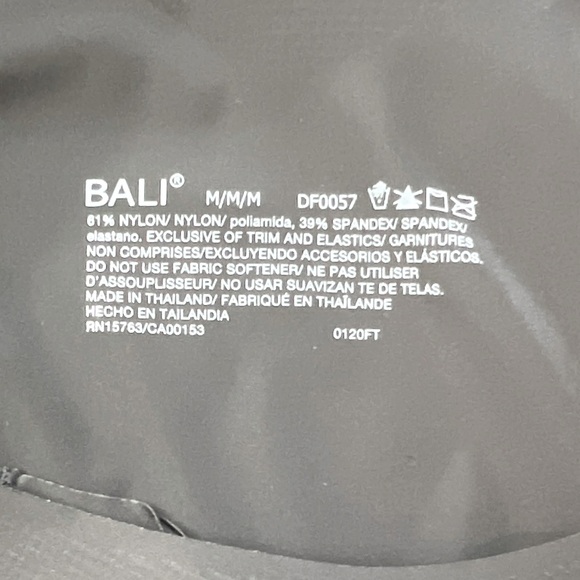 BALI® M/M/M DF0057
61% NYLON/ NYLON/ poliamida, 39% SPANDEX/ SPANDEX/
elastano. EXCLUSIVE OF TRIM AND ELASTICS/ GARNITURES
NON COMPRISES/EXCLUYENDO ACCESORIOS Y ELÁSTICOS.
DO NOT USE FABRIC SOFTENER/ NE PAS UTILISER
D'ASSOUPLISSEUR/ NO USAR SUAVIZAN TE DE TELAS.
MADE IN THAILAND/ FABRIQUÉ EN THAÏLANDE
HECHO EN TAILANDIA
RN15763/CA00153 0120FT